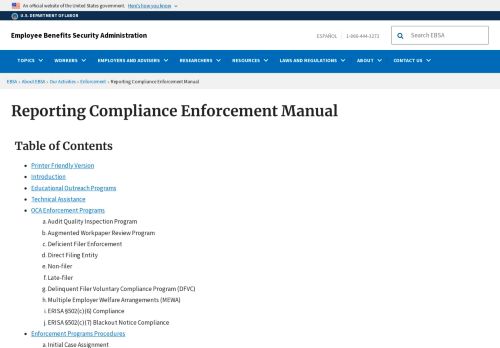 An official website of the United States government. Here's how you know
U.S. DEPARTMENT OF LABOR
Employee Benefits Security Administration
ESPAÑOL | 1-866-444-3273
Search EBSA
TOPICS WORKERS EMPLOYERS AND ADVISERS RESEARCHERS RESOURCES LAWS AND REGULATIONS ABOUT CONTACT US
EBSA » About EBSA » Our Activities » Enforcement » Reporting Compliance Enforcement Manual
Reporting Compliance Enforcement Manual
Table of Contents
Printer Friendly Version
Introduction
Educational Outreach Programs
Technical Assistance
OCA Enforcement Programs
a. Audit Quality Inspection Program
b. Augmented Workpaper Review Program
c. Deficient Filer Enforcement
d. Direct Filing Entity
e. Non-filer
f. Late-filer
g. Delinquent Filer Voluntary Compliance Program (DFVC)
h. Multiple Employer Welfare Arrangements (MEWA)
i. ERISA §502(c)(6) Compliance
j. ERISA §502(c)(7) Blackout Notice Compliance
Enforcement Programs Procedures
a. Initial Case Assignment